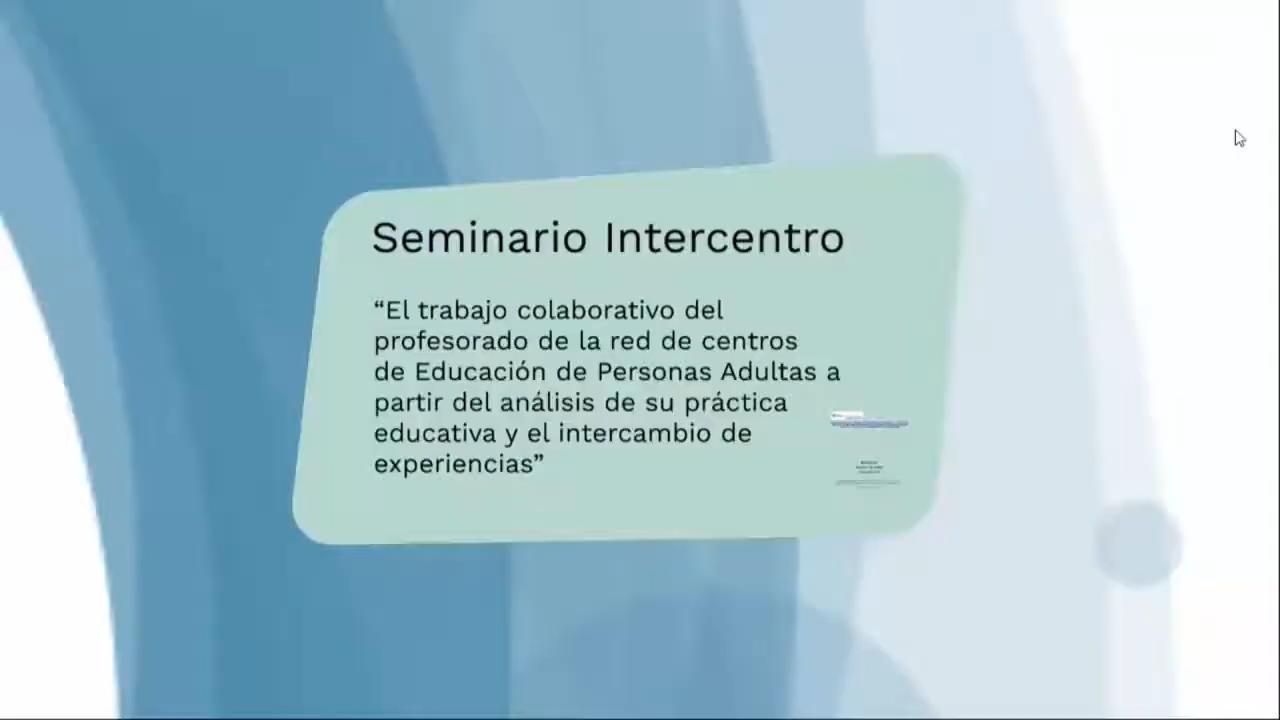 Seminario Intercentro
“El trabajo colaborativo del
profesorado de la red de centros
de Educación de Personas Adultas a
partir del análisis de su práctica
educativa y el intercambio de
experiencias”